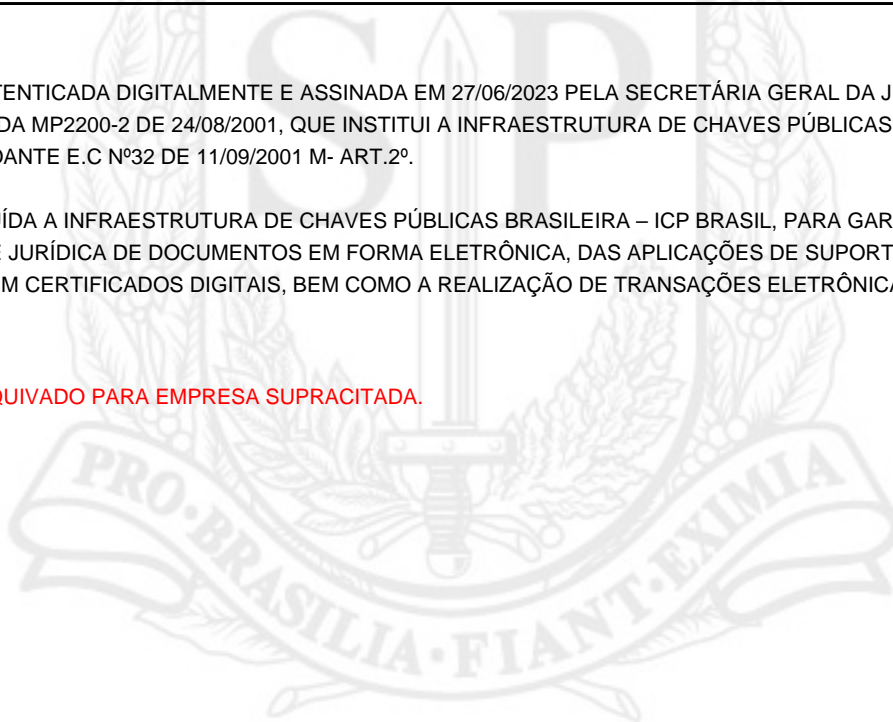 TENTICADA DIGITALMENTE E ASSINADA EM 27/06/2023 PELA SECRETÁRIA GERAL DA J
DA MP2200-2 DE 24/08/2001, QUE INSTITUI A INFRAESTRUTURA DE CHAVES PÚBLICAS
DANTE E.C Nº32 DE 11/09/2001 M- ART.2º.
UÍDA A INFRAESTRUTURA DE CHAVES PÚBLICAS BRASILEIRA – ICP BRASIL, PARA GAR
E JURÍDICA DE DOCUMENTOS EM FORMA ELETRÔNICA, DAS APLICAÇÕES DE SUPORT
M CERTIFICADOS DIGITAIS, BEM COMO A REALIZAÇÃO DE TRANSAÇÕES ELETRÔNICA
QUIVADO PARA EMPRESA SUPRACITADA.
SP
PRO·BRASILIA·FIANT·EXIMIA